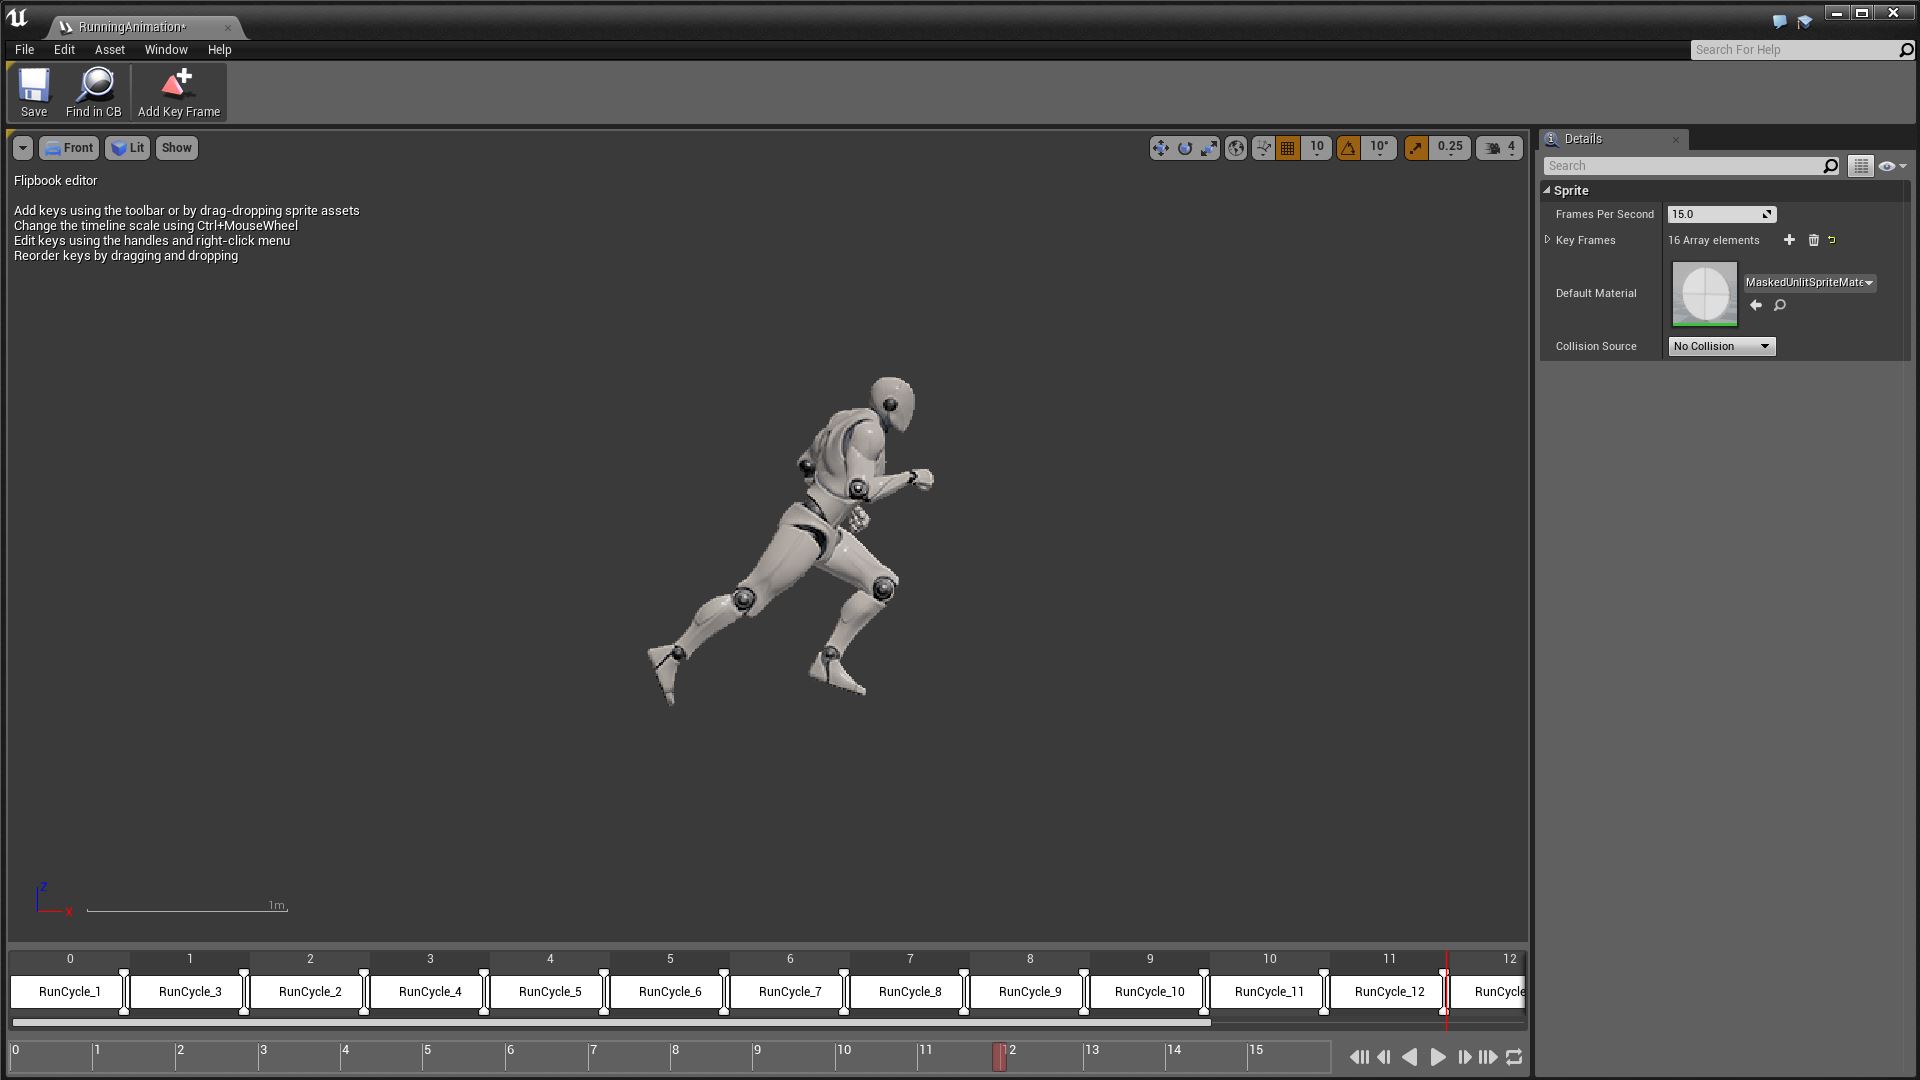 RunningAnimation*
File Edit Asset Window Help
Search For Help
Save Find in CB Add Key Frame
Front Lit Show
10 10° 0.25 4
Flipbook editor
Add keys using the toolbar or by drag-dropping sprite assets
Change the timeline scale using Ctrl+MouseWheel
Edit keys using the handles and right-click menu
Reorder keys by dragging and dropping
Z
X
1m
0 1 2 3 4 5 6 7 8 9 10 11 12
RunCycle_1 RunCycle_3 RunCycle_2 RunCycle_4 RunCycle_5 RunCycle_6 RunCycle_7 RunCycle_8 RunCycle_9 RunCycle_10 RunCycle_11 RunCycle_12 RunCycle
0 1 2 3 4 5 6 7 8 9 10 11 12 13 14 15
Details
Search
Sprite
Frames Per Second 15.0
Key Frames 16 Array elements
Default Material MaskedUnlitSpriteMate
Collision Source No Collision